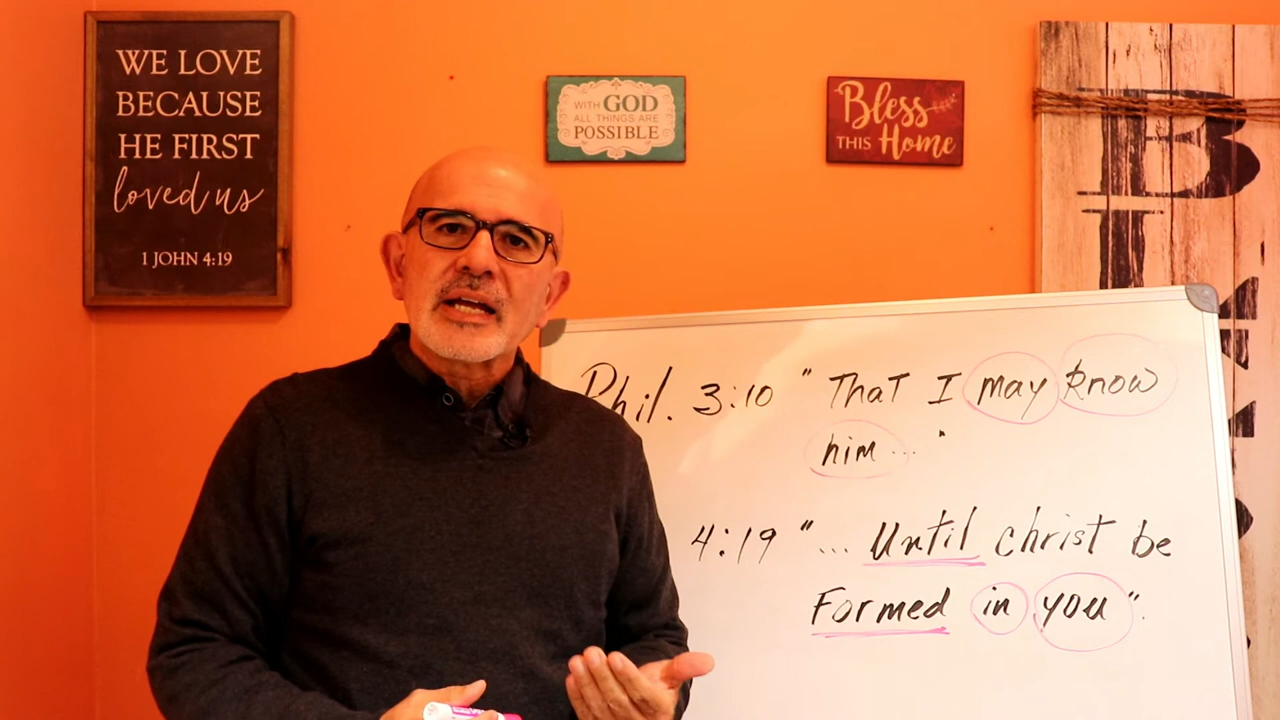 WE LOVE
BECAUSE
HE FIRST
loved us
1 JOHN 4:19
WITH GOD
ALL THINGS ARE
POSSIBLE
Bless
THIS Home
Phil. 3:10 " That I may know
him ... "
4:19 " ... Until christ be
Formed in you ".